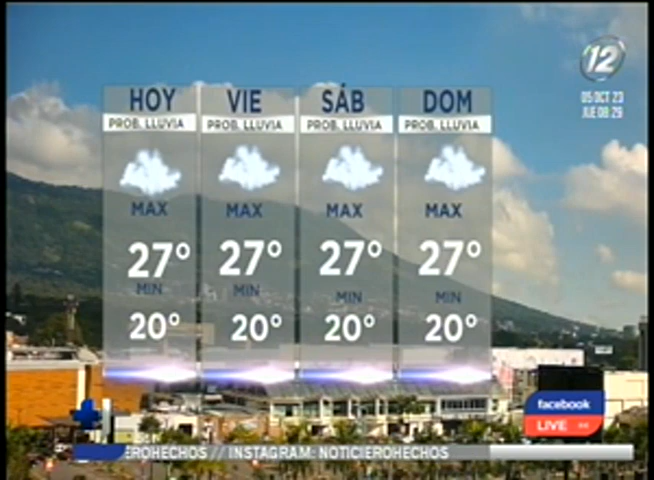 12
05 OCT 23
JUE 08:29
HOY VIE SÁB DOM
PROB. LLUVIA PROB. LLUVIA PROB. LLUVIA PROB. LLUVIA
MAX MAX MAX MAX
27° 27° 27° 27°
MIN MIN MIN MIN
20° 20° 20° 20°
facebook
LIVE
EROHECHOS // INSTAGRAM: NOTICIEROHECHOS